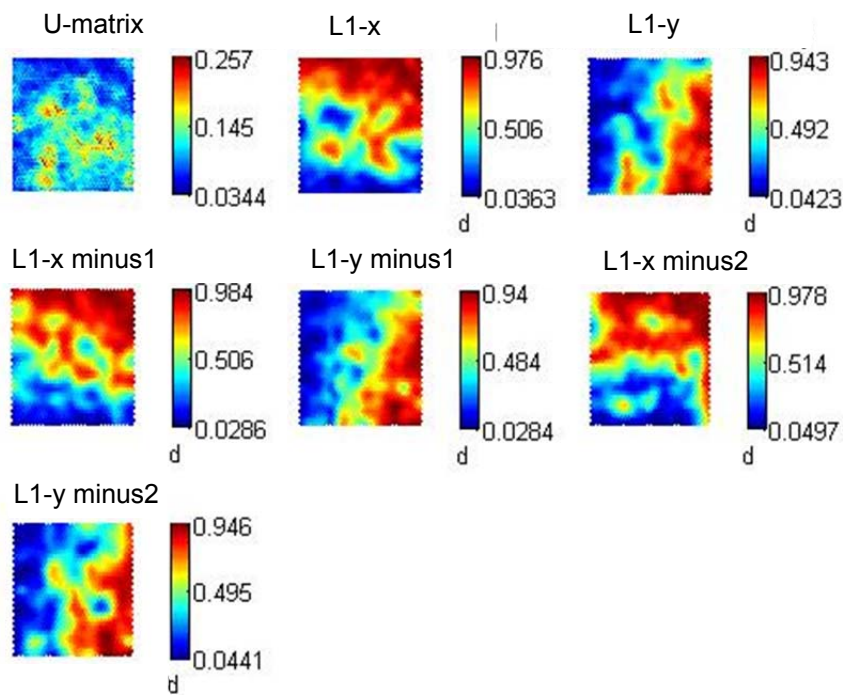 U-matrix
0.257
0.145
0.0344
L1-x
0.976
0.506
0.0363
d
L1-y
0.943
0.492
0.0423
d
L1-x minus1
0.984
0.506
0.0286
d
L1-y minus1
0.94
0.484
0.0284
d
L1-x minus2
0.978
0.514
0.0497
d
L1-y minus2
0.946
0.495
0.0441
d